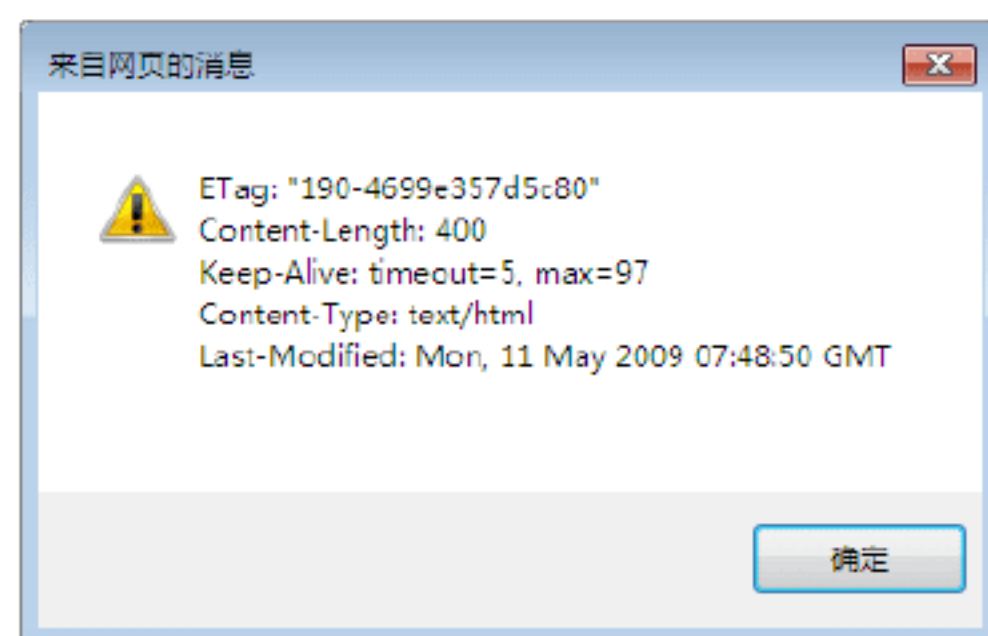 来自网页的消息
ETag: "190-4699e357d5c80"
Content-Length: 400
Keep-Alive: timeout=5, max=97
Content-Type: text/html
Last-Modified: Mon, 11 May 2009 07:48:50 GMT
确定